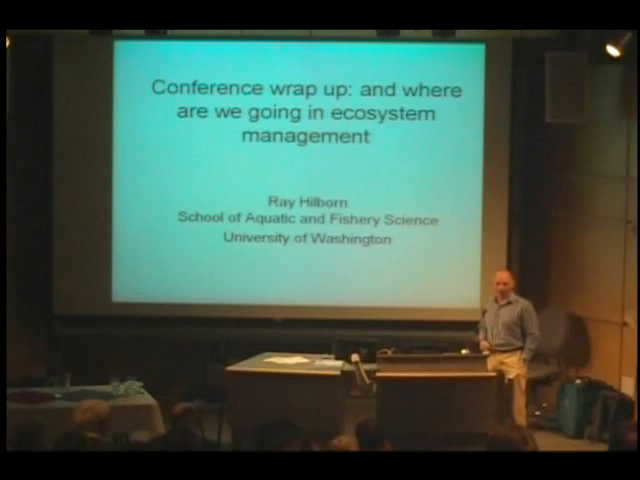 Conference wrap up: and where
are we going in ecosystem
management
Ray Hilborn
School of Aquatic and Fishery Science
University of Washington